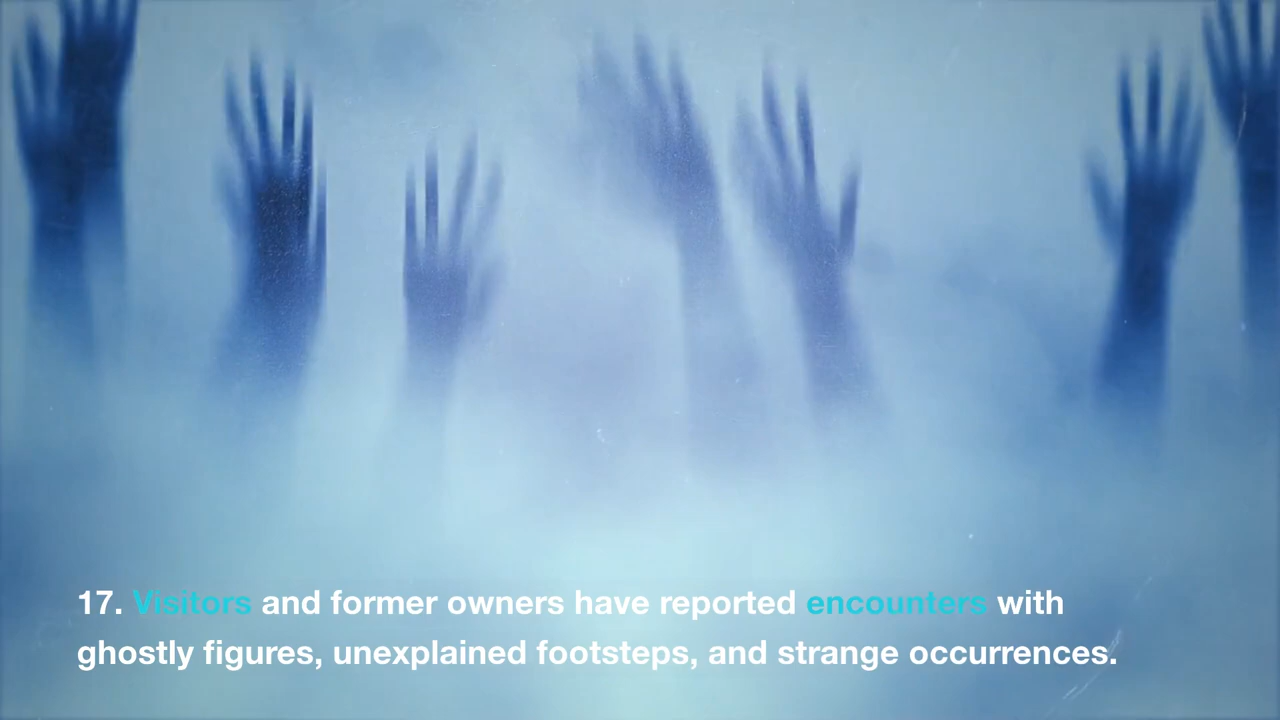 17. Visitors and former owners have reported encounters with
ghostly figures, unexplained footsteps, and strange occurrences.